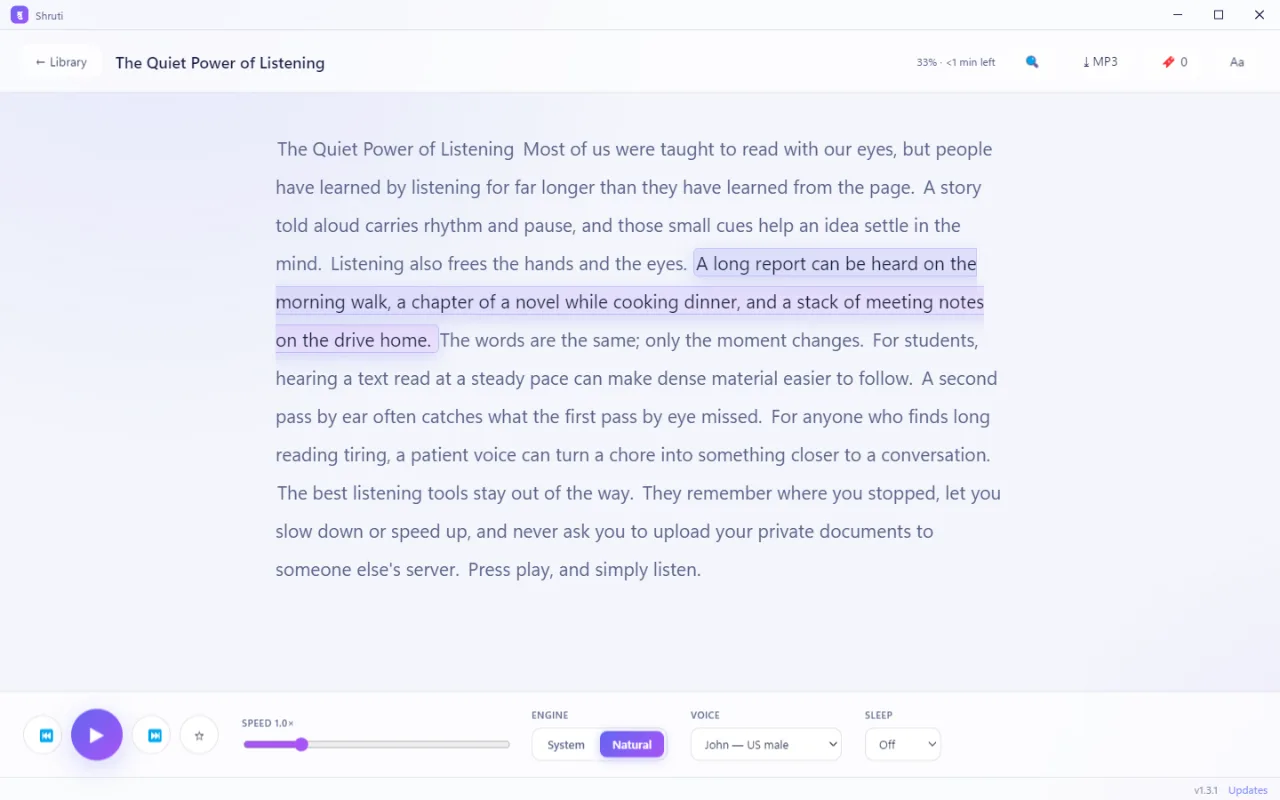 Shruti
← Library
The Quiet Power of Listening
33% · <1 min left
↓ MP3
0
Aa
The Quiet Power of Listening Most of us were taught to read with our eyes, but people
have learned by listening for far longer than they have learned from the page. A story
told aloud carries rhythm and pause, and those small cues help an idea settle in the
mind. Listening also frees the hands and the eyes. A long report can be heard on the
morning walk, a chapter of a novel while cooking dinner, and a stack of meeting notes
on the drive home. The words are the same; only the moment changes. For students,
hearing a text read at a steady pace can make dense material easier to follow. A second
pass by ear often catches what the first pass by eye missed. For anyone who finds long
reading tiring, a patient voice can turn a chore into something closer to a conversation.
The best listening tools stay out of the way. They remember where you stopped, let you
slow down or speed up, and never ask you to upload your private documents to
someone else's server. Press play, and simply listen.
SPEED 1.0×
ENGINE
System
Natural
VOICE
John — US male
SLEEP
Off
v1.3.1
Updates